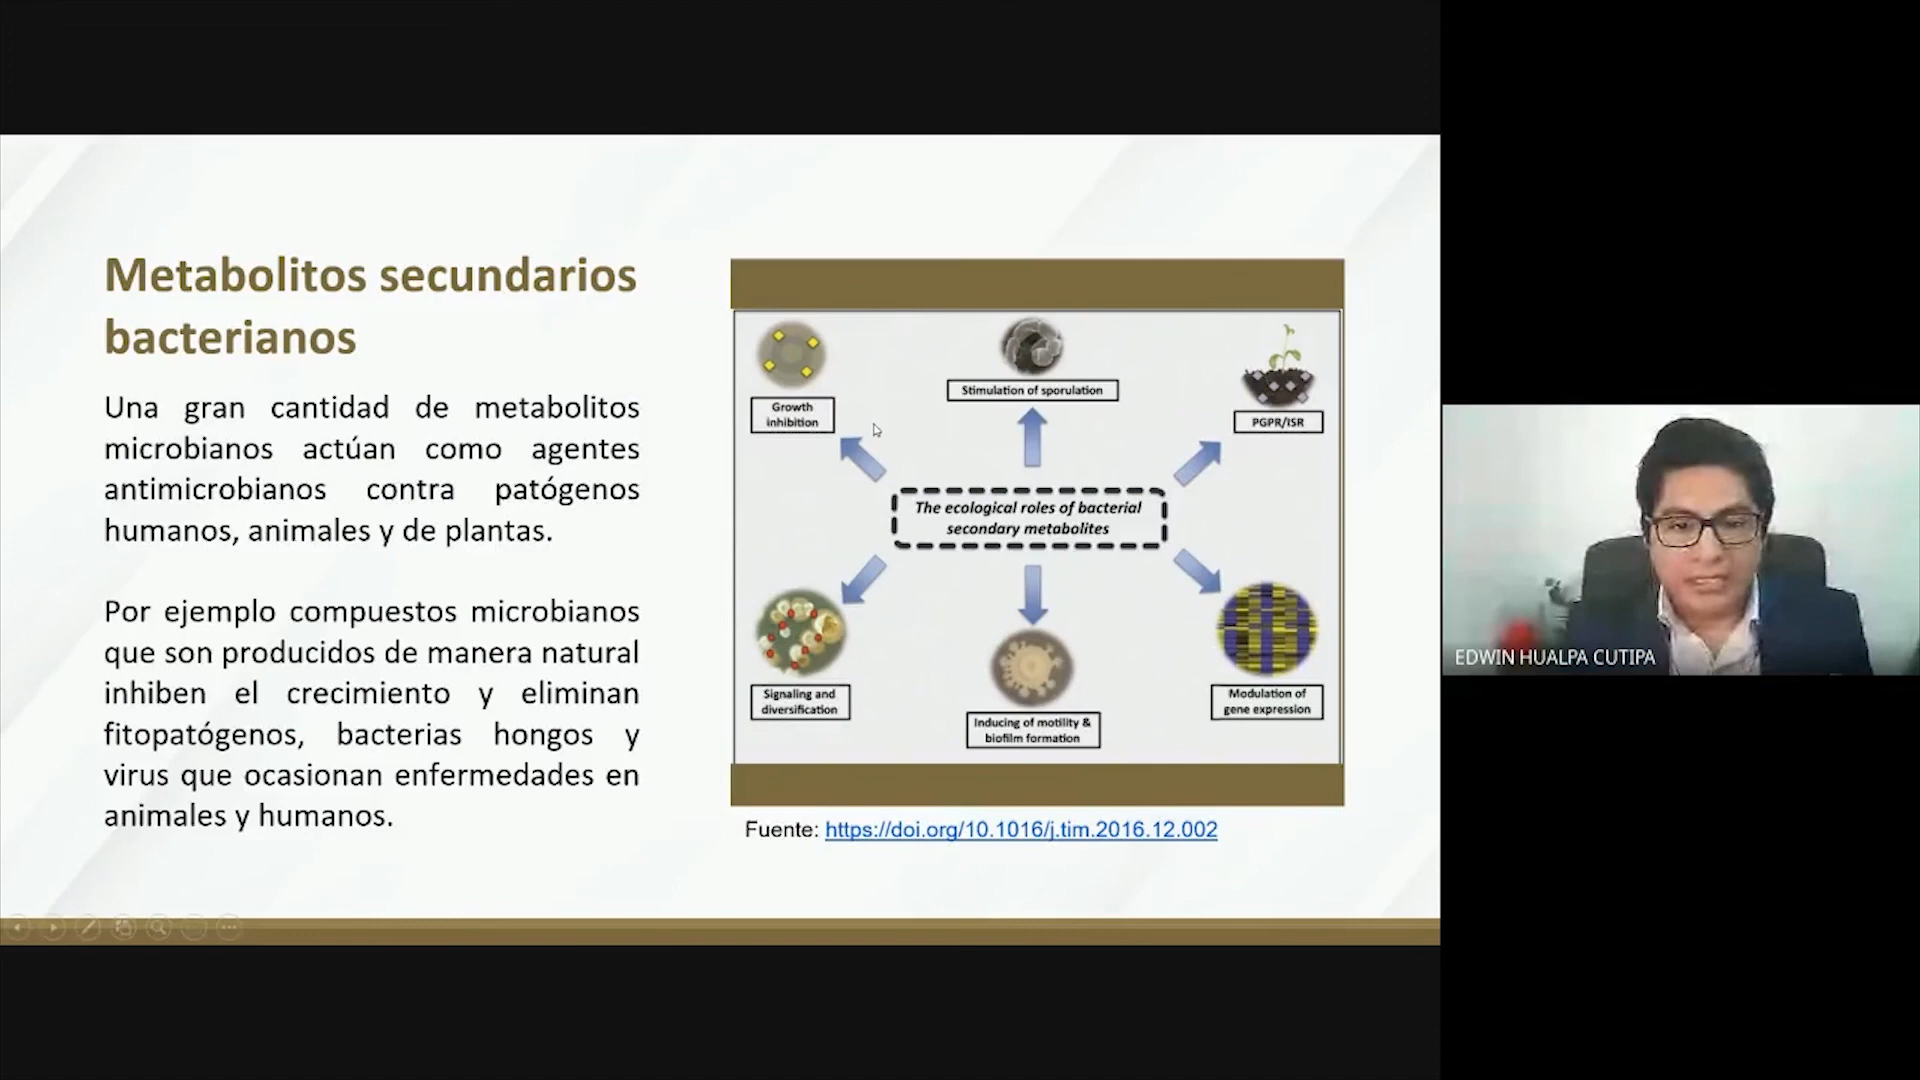 Metabolitos secundarios
bacterianos
Una gran cantidad de metabolitos
microbianos actúan como agentes
antimicrobianos contra patógenos
humanos, animales y de plantas.
Por ejemplo compuestos microbianos
que son producidos de manera natural
inhiben el crecimiento y eliminan
fitopatógenos, bacterias hongos y
virus que ocasionan enfermedades en
animales y humanos.
Growth
inhibition
Stimulation of sporulation
PGPR/ISR
The ecological roles of bacterial
secondary metabolites
Signaling and
diversification
Inducing of motility &
biofilm formation
Modulation of
gene expression
Fuente: https://doi.org/10.1016/j.tim.2016.12.002
EDWIN HUALPA CUTIPA